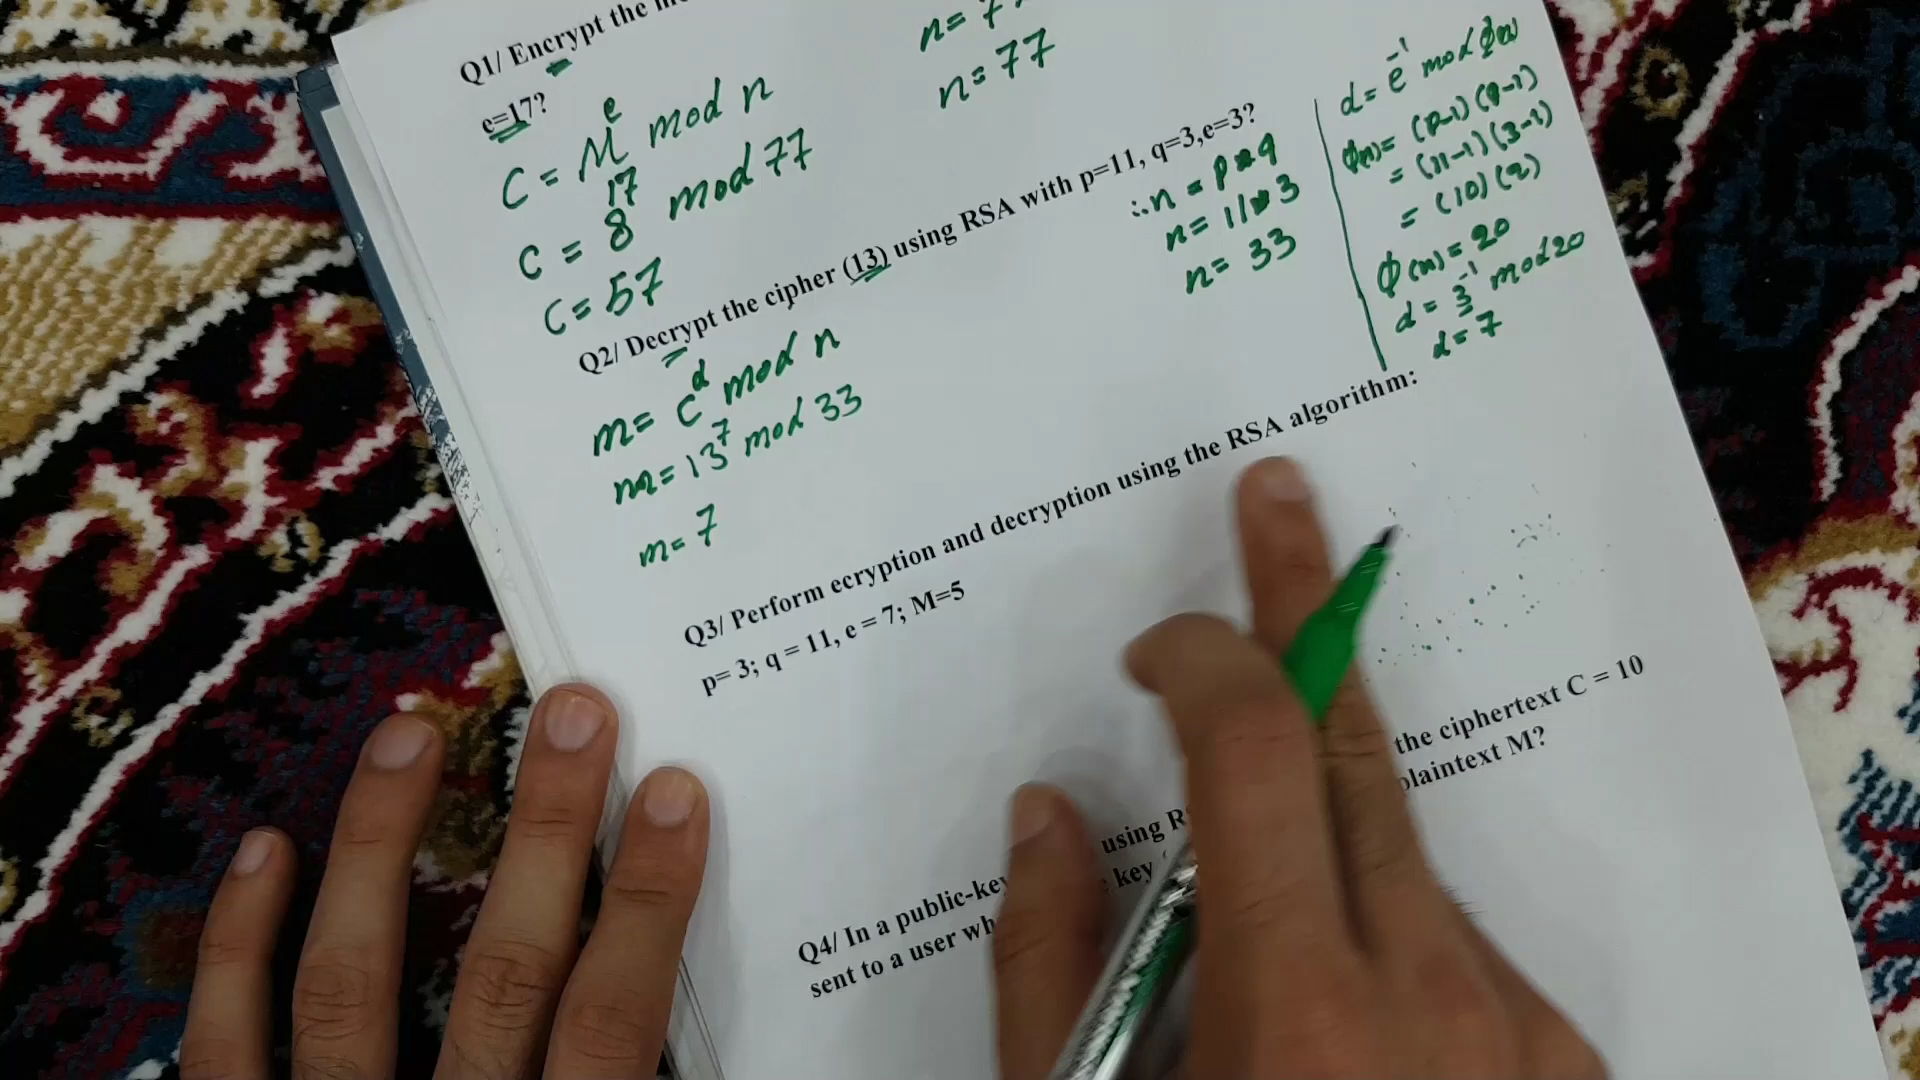 Q1/ Encrypt the
n= 7
e=17?
n=77
C = M^e mod n
C = 8^17 mod 77
C = 57
Q2/ Decrypt the cipher (13) using RSA with p=11, q=3,e=3?
∴n = p*q
n= 11*3
n= 33
d= e^-1 mod Φ(n)
Φ(n)= (p-1)(q-1)
= (11-1)(3-1)
= (10)(2)
Φ(n)= 20
d= 3^-1 mod 20
d= 7
m= c^d mod n
m= 13^7 mod 33
m= 7
Q3/ Perform ecryption and decryption using the RSA algorithm:
p= 3; q = 11, e = 7; M=5
Q4/ In a public-key using the ciphertext C = 10
sent to a user key plaintext M?